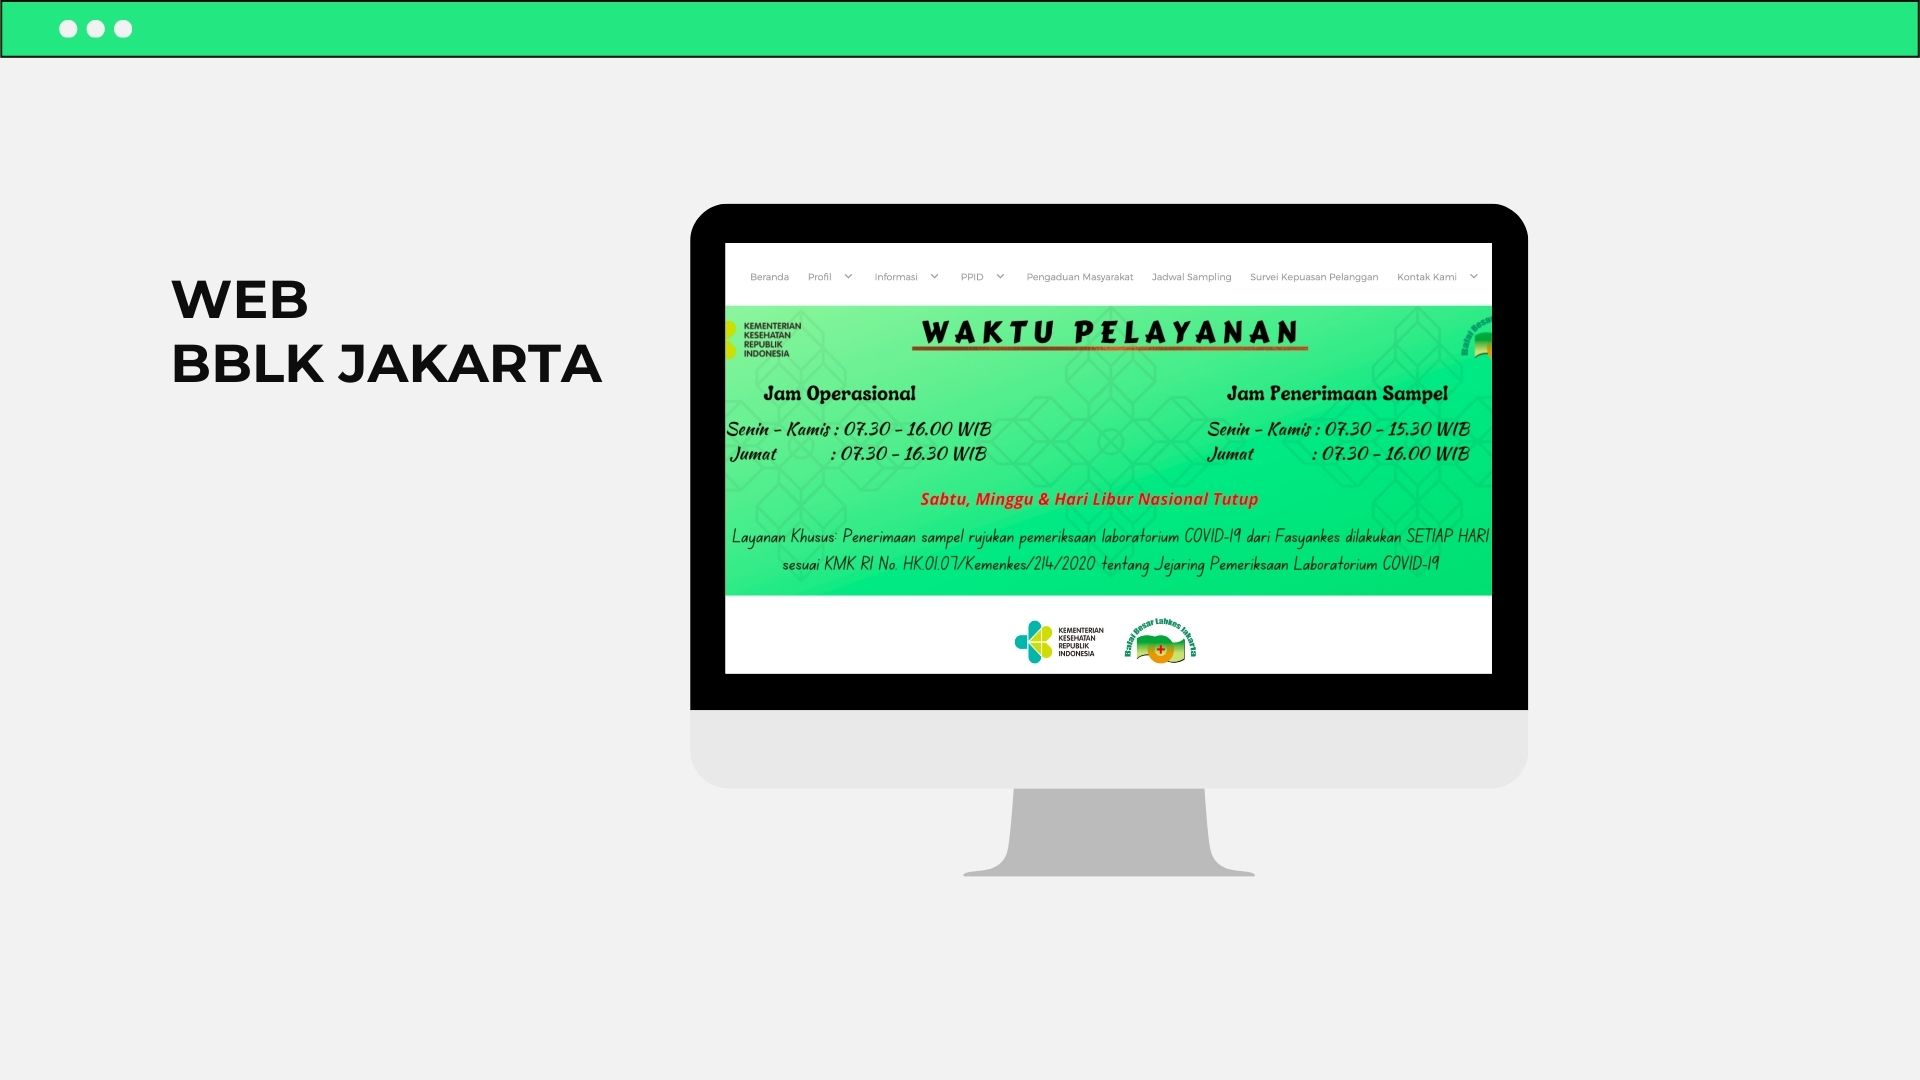 WEB
BBLK JAKARTA
Beranda Profil Informasi PPID Pengaduan Masyarakat Jadwal Sampling Survei Kepuasan Pelanggan Kontak Kami
KEMENTERIAN
KESEHATAN
REPUBLIK
INDONESIA
WAKTU PELAYANAN
Balai Besar
Jam Operasional
Senin - Kamis : 07.30 - 16.00 WIB
Jumat : 07.30 - 16.30 WIB
Jam Penerimaan Sampel
Senin - Kamis : 07.30 - 15.30 WIB
Jumat : 07.30 - 16.00 WIB
Sabtu, Minggu & Hari Libur Nasional Tutup
Layanan Khusus: Penerimaan sampel rujukan pemeriksaan laboratorium COVID-19 dari Fasyankes dilakukan SETIAP HARI
sesuai KMK RI No. HK.01.07/Kemenkes/214/2020 tentang Jejaring Pemeriksaan Laboratorium COVID-19
KEMENTERIAN
KESEHATAN
REPUBLIK
INDONESIA
Balai Besar Labkes Jakarta